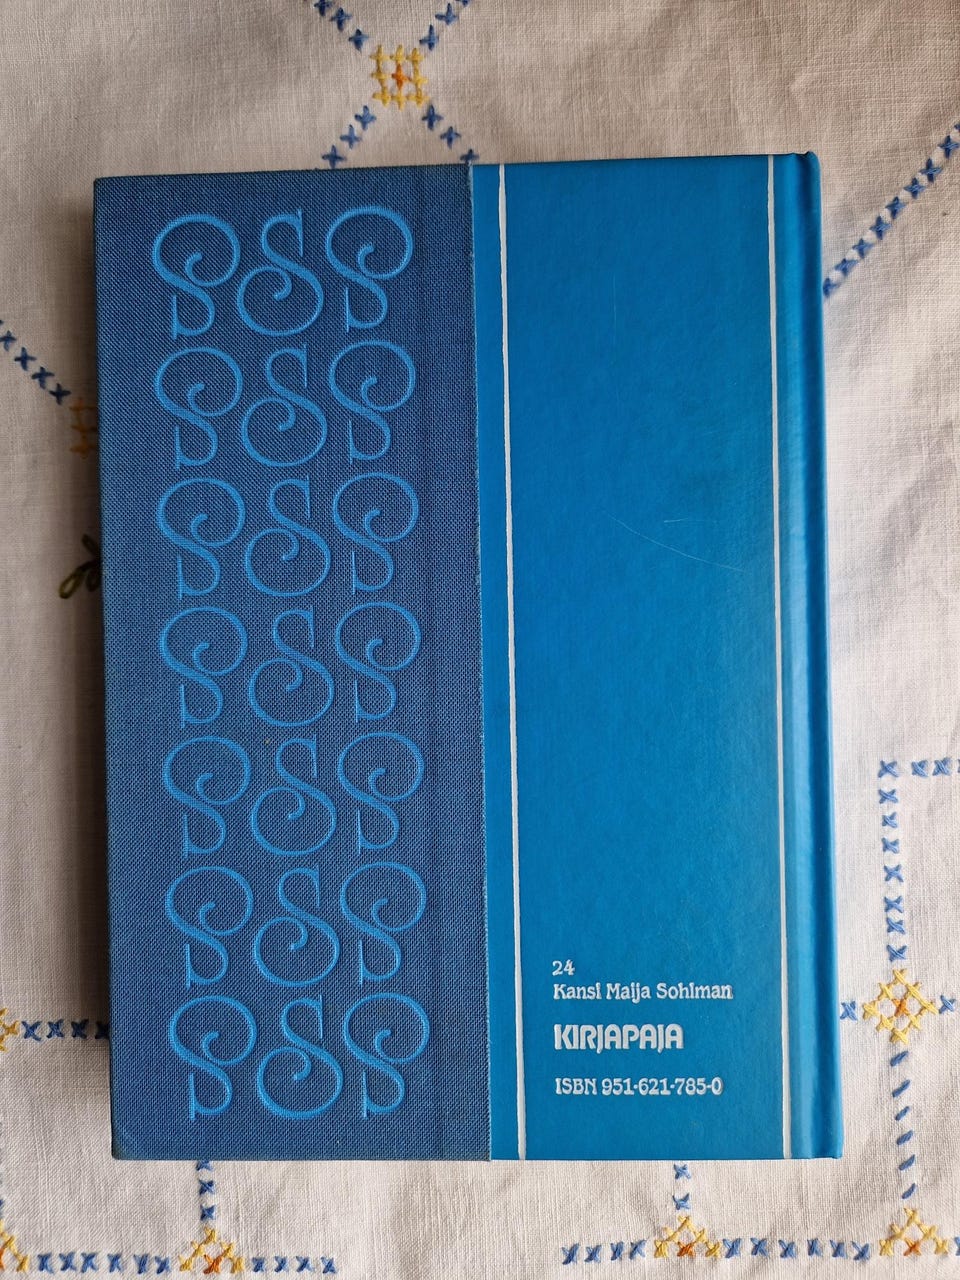 24
Kansi Maija Sohlman
KIRJAPAJA
ISBN 951-621-785-0